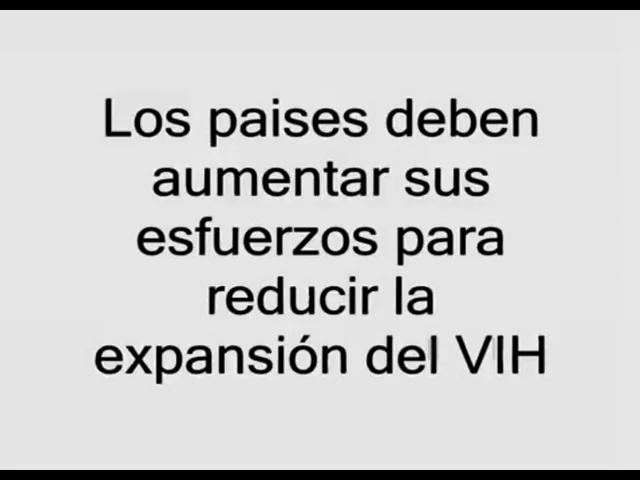 Los paises deben
aumentar sus
esfuerzos para
reducir la
expansión del VIH